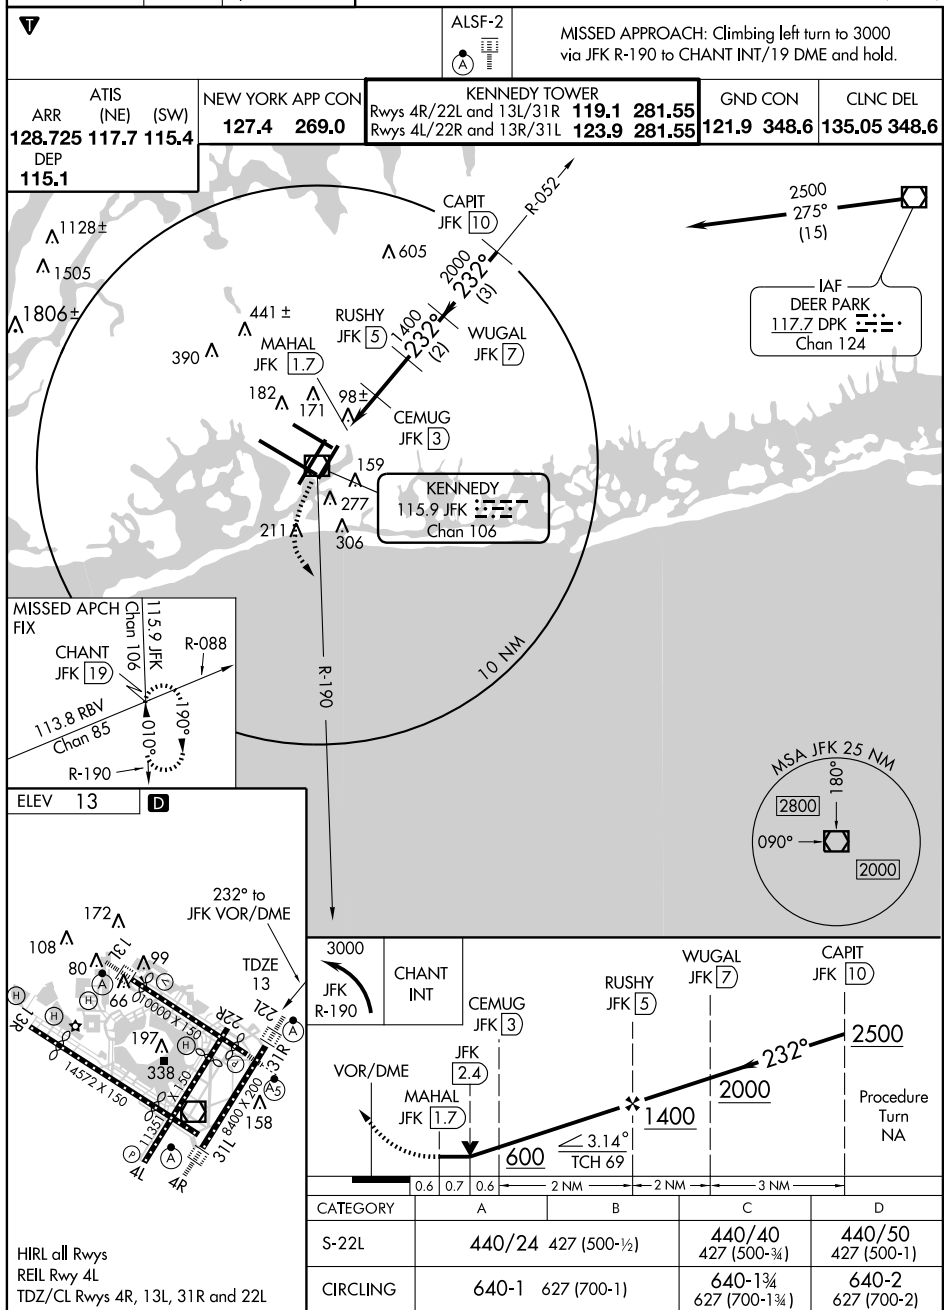 T
ALSF-2
A
MISSED APPROACH: Climbing left turn to 3000
via JFK R-190 to CHANT INT/19 DME and hold.
ATIS
ARR (NE) (SW)
128.725 117.7 115.4
DEP
115.1
NEW YORK APP CON
127.4 269.0
KENNEDY TOWER
Rwys 4R/22L and 13L/31R 119.1 281.55
Rwys 4L/22R and 13R/31L 123.9 281.55
GND CON
121.9 348.6
CLNC DEL
135.05 348.6
1128±
1505
1806±
605
441±
390
182
171
98±
159
277
211
306
CAPIT
JFK 10
R-052
2000
232°
(3)
1400
232°
(2)
WUGAL
JFK 7
RUSHY
JFK 5
MAHAL
JFK 1.7
CEMUG
JFK 3
2500
275°
(15)
IAF
DEER PARK
117.7 DPK
Chan 124
KENNEDY
115.9 JFK
Chan 106
R-190
10 NM
MISSED APCH
FIX
115.9 JFK
Chan 106
CHANT
JFK 19
R-088
113.8 RBV
Chan 85
190°
010°
R-190
MSA JFK 25 NM
180°
2800
090°
2000
ELEV 13
D
232° to
JFK VOR/DME
TDZE
13
172
108
80
99
66
197
338
158
13L
13R
22R
22L
31R
31L
4L
4R
10000 X 150
14572 X 150
11351 X 150
8400 X 200
H
H
H
H
A
A
A
A5
V
P
P
HIRL all Rwys
REIL Rwy 4L
TDZ/CL Rwys 4R, 13L, 31R and 22L
3000
JFK
R-190
CHANT
INT
CEMUG
JFK 3
RUSHY
JFK 5
WUGAL
JFK 7
CAPIT
JFK 10
JFK
2.4
VOR/DME
MAHAL
JFK 1.7
2500
232°
2000
1400
600
3.14°
TCH 69
Procedure
Turn
NA
0.6 0.7 0.6 2 NM 2 NM 3 NM
CATEGORY A B C D
S-22L 440/24 427 (500-½) 440/40 427 (500-¾) 440/50 427 (500-1)
CIRCLING 640-1 627 (700-1) 640-1¾ 627 (700-1¾) 640-2 627 (700-2)